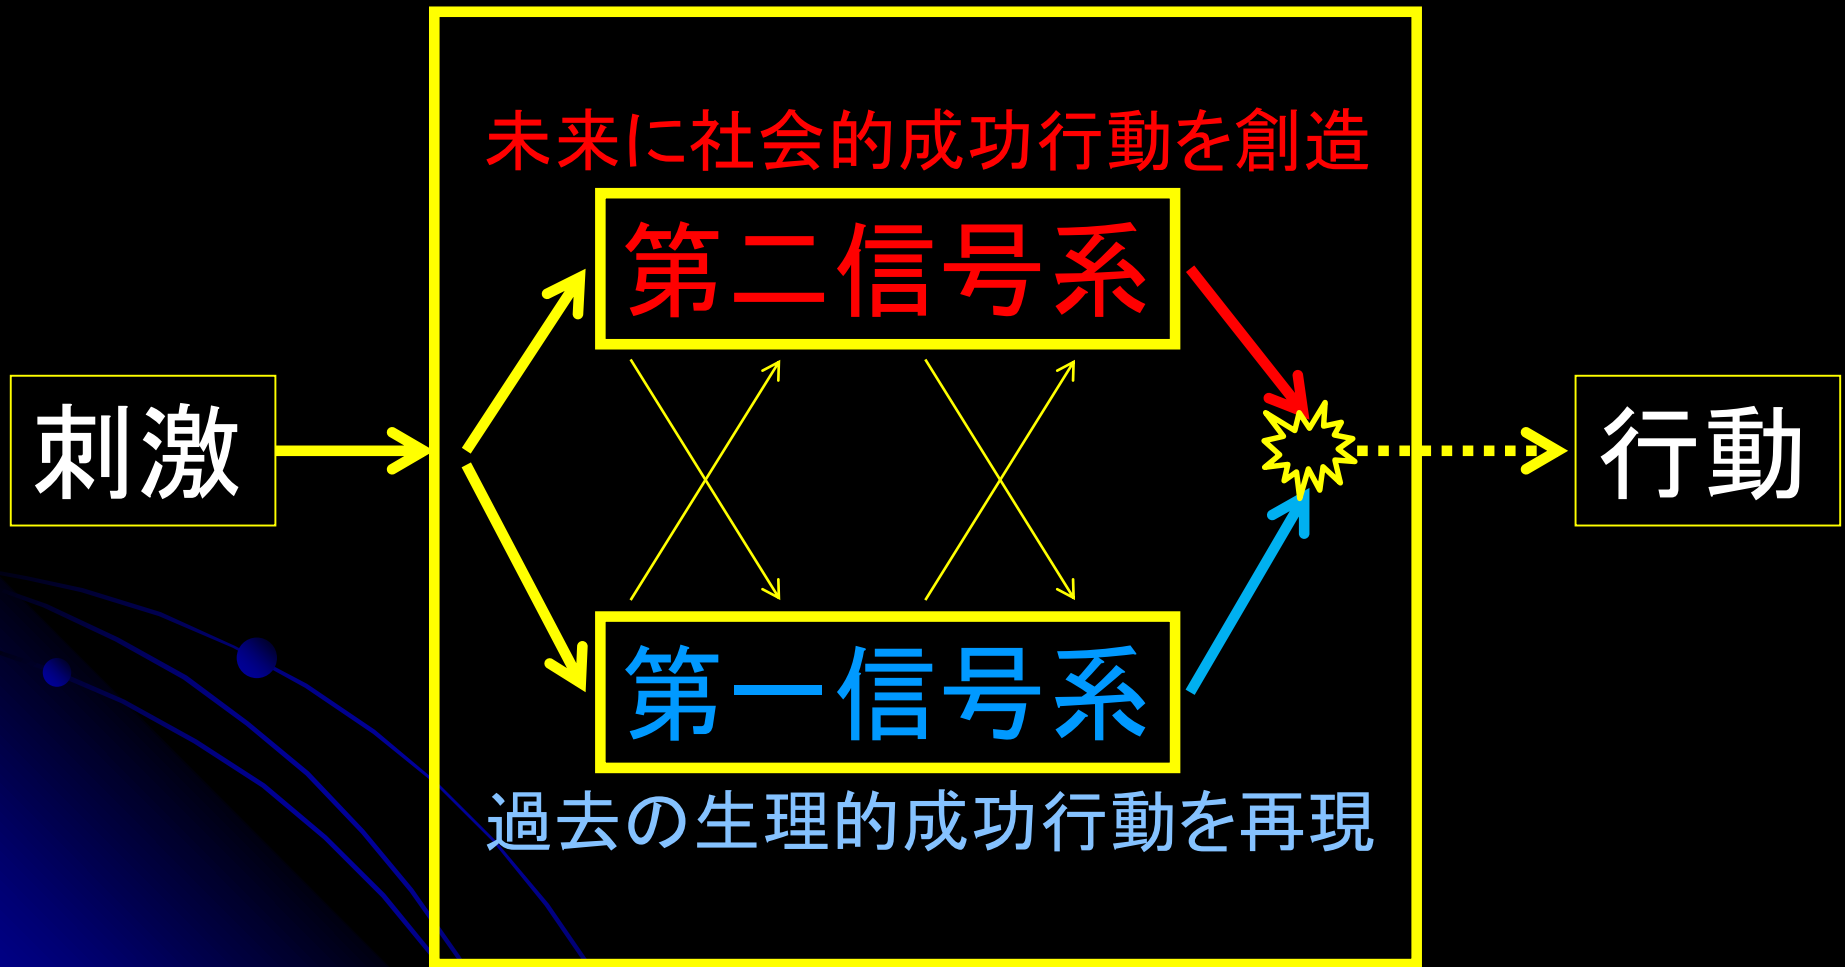 未来に社会的成功行動を創造
第二信号系
刺激
行動
第一信号系
過去の生理的成功行動を再現